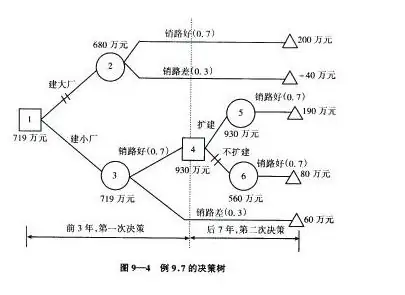 680 万元
销路好(0.7)
200 万元
2
销路差(0.3)
-40 万元
建大厂
1
719 万元
建小厂
扩建
5
销路好(0.7)
190 万元
930 万元
销路好(0.7)
4
930 万元
不扩建
6
销路好(0.7)
80 万元
560 万元
3
719 万元
销路差(0.3)
60 万元
前 3 年,第一次决策
后 7 年,第二次决策
图 9—4 例 9.7 的决策树